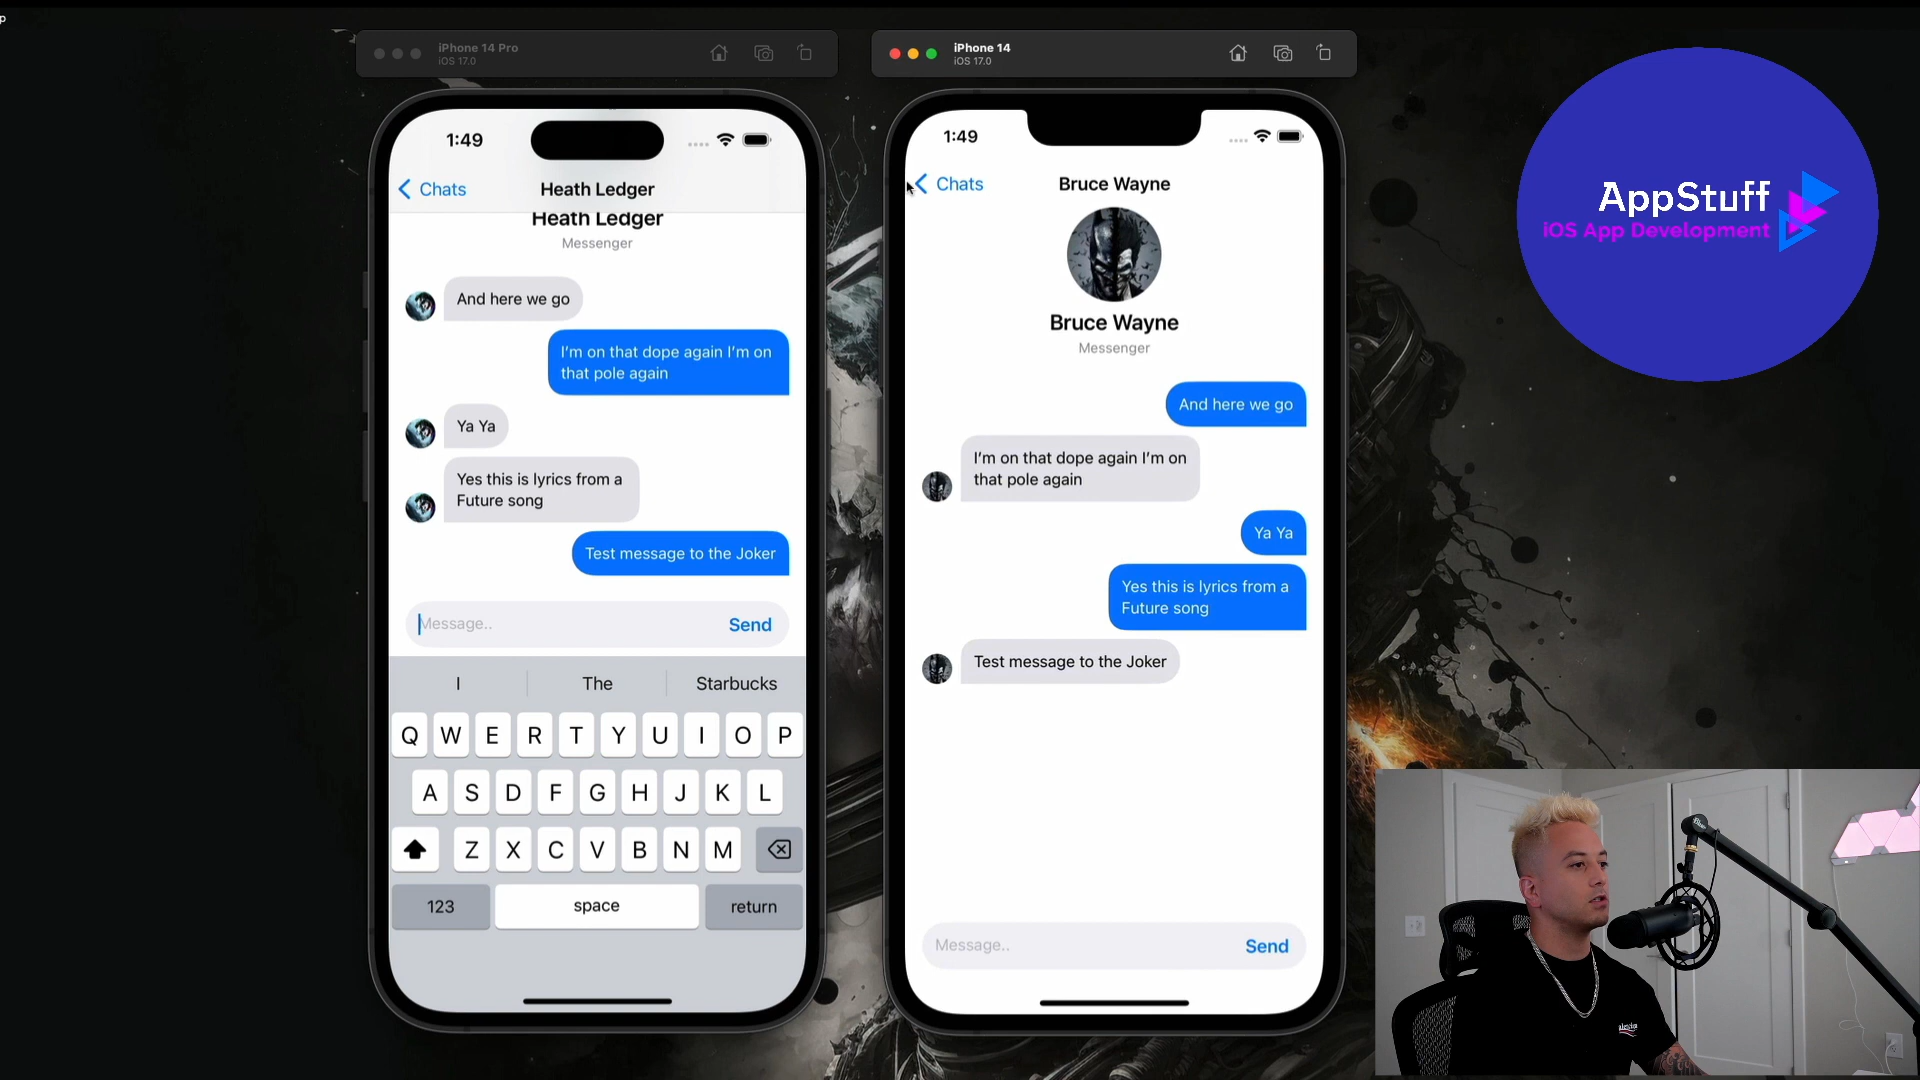 p
iPhone 14 Pro
iOS 17.0
1:49
Chats
Heath Ledger
Heath Ledger
Messenger
And here we go
I'm on that dope again I'm on
that pole again
Ya Ya
Yes this is lyrics from a
Future song
Test message to the Joker
Message..
Send
I
The
Starbucks
Q W E R T Y U I O P
A S D F G H J K L
Z X C V B N M
123
space
return
iPhone 14
iOS 17.0
1:49
Chats
Bruce Wayne
Bruce Wayne
Messenger
And here we go
I'm on that dope again I'm on
that pole again
Ya Ya
Yes this is lyrics from a
Future song
Test message to the Joker
Message..
Send
AppStuff
iOS App Development